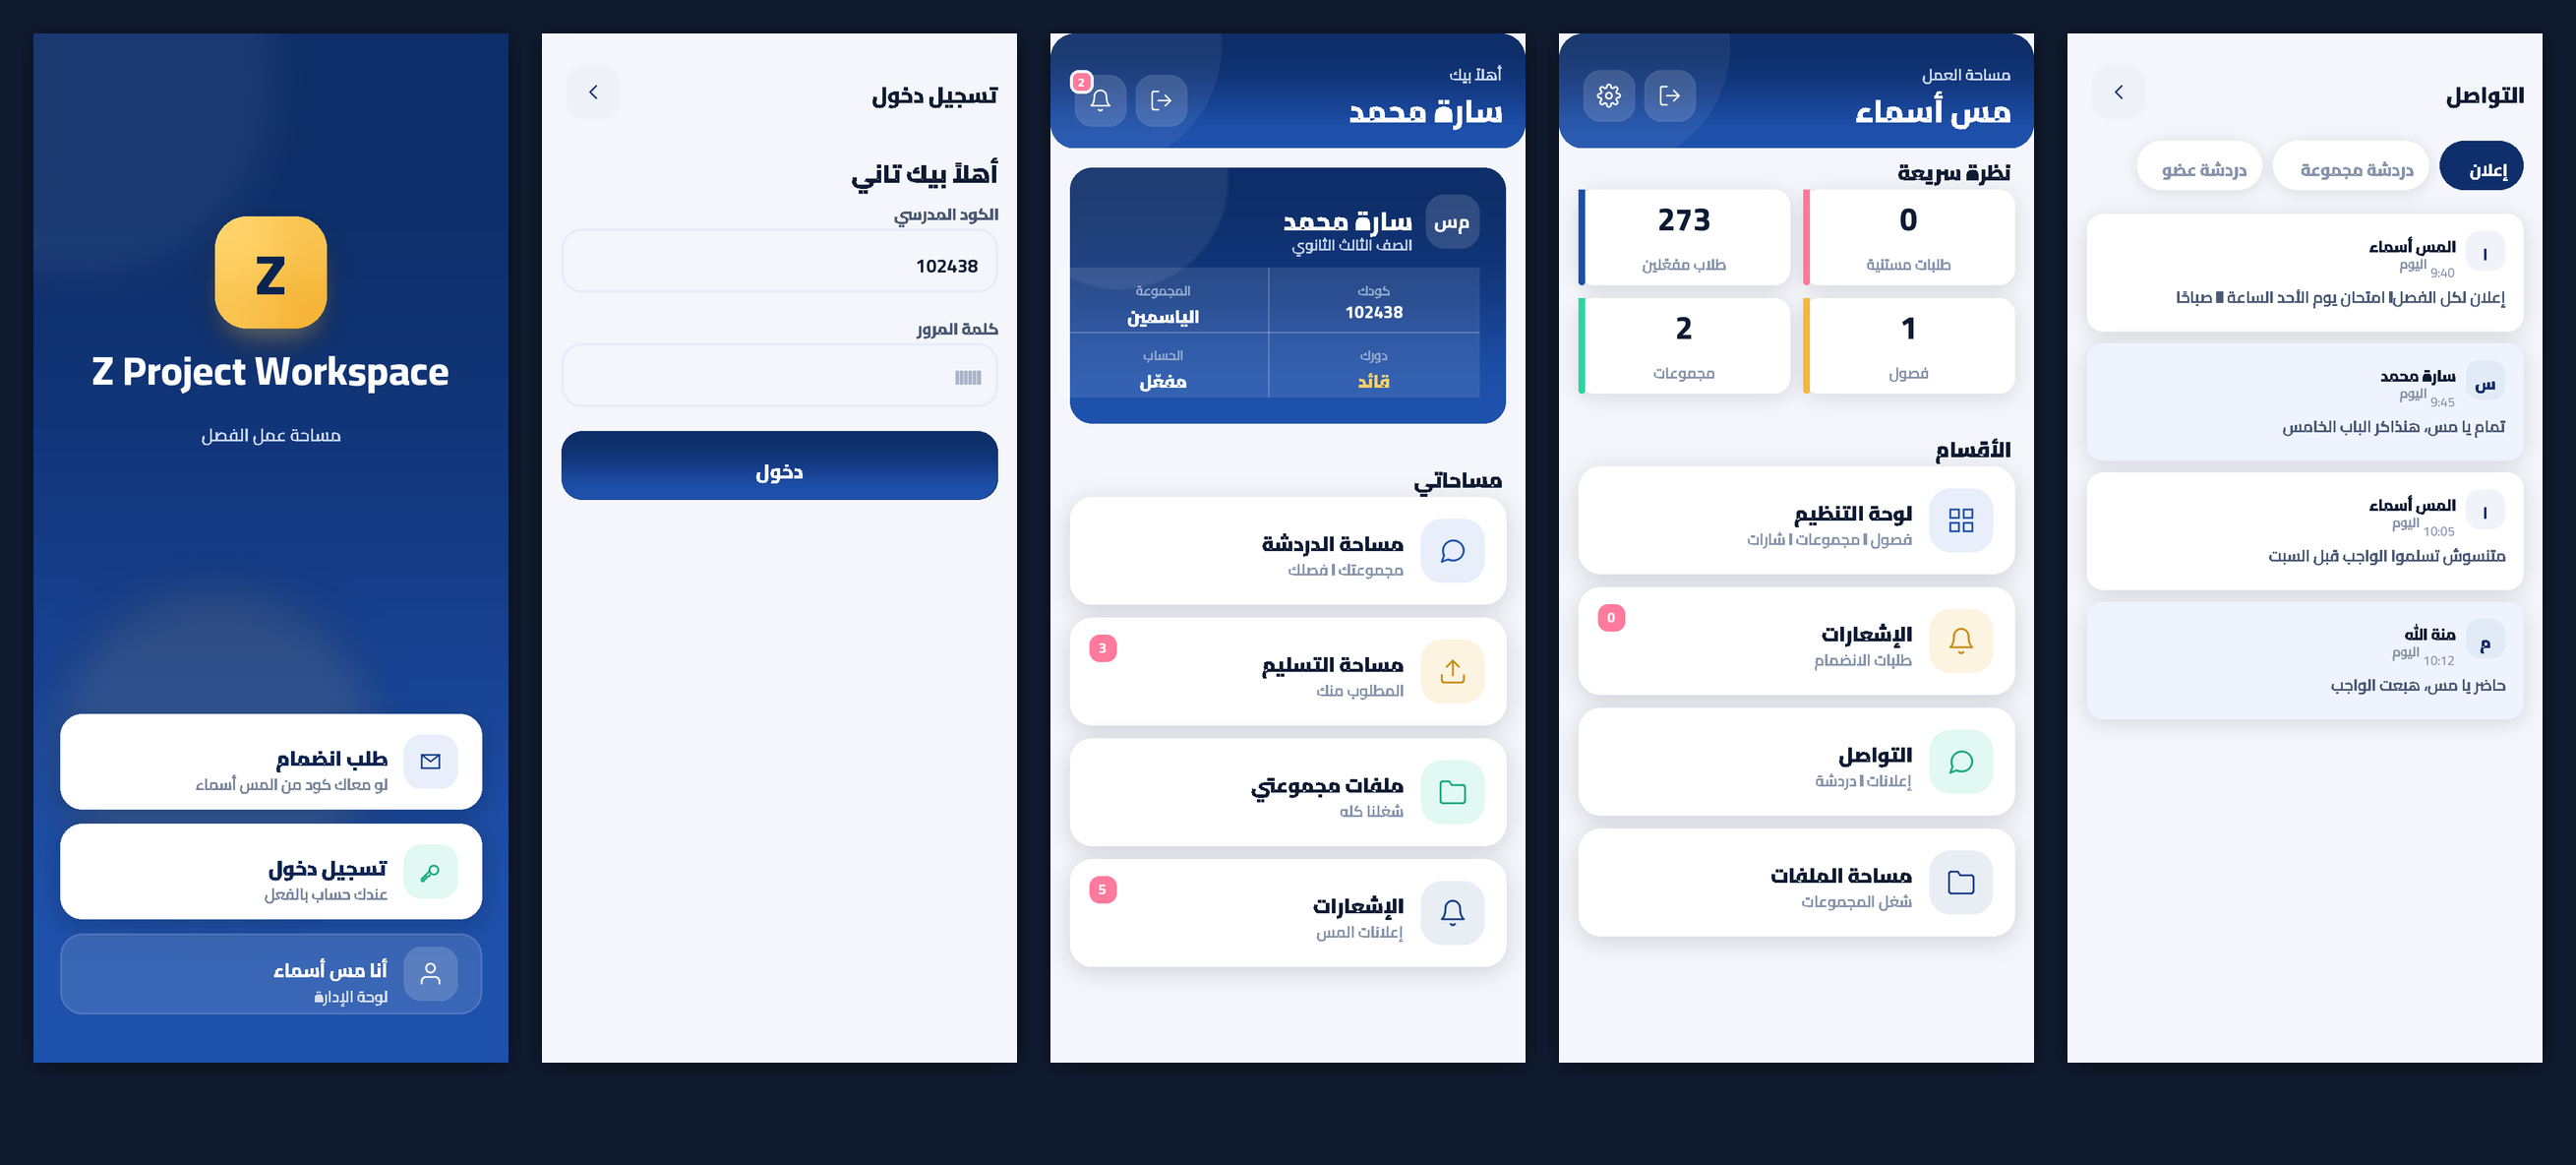 Z
Z Project Workspace
مساحة عمل الفصل
طلب انضمام
لو معاك كود من المس أسماء
تسجيل دخول
عندك حساب بالفعل
أنا مس أسماء
لوحة الإدارة
تسجيل دخول
أهلاً بيك تاني
الكود المدرسي
102438
كلمة المرور
دخول
أهلاً بيك
سارة محمد
2
مس
سارة محمد
الصف الثالث الثانوي
كودك
102438
المجموعة
الياسمين
دورك
قائد
الحساب
مفعّل
مساحاتي
مساحة الدردشة
مجموعتك ا فصلك
مساحة التسليم
المطلوب منك
3
ملفات مجموعتي
شغلنا كله
الإشعارات
إعلانات المس
5
مساحة العمل
مس أسماء
نظرة سريعة
0
طلبات مستنية
273
طلاب مفعّلين
1
فصول
2
مجموعات
الأقسام
لوحة التنظيم
فصول ا مجموعات ا شارات
الإشعارات
طلبات الانضمام
0
التواصل
إعلانات ا دردشة
مساحة الملفات
شغل المجموعات
التواصل
إعلان
دردشة مجموعة
دردشة عضو
ا
المس أسماء
9:40 اليوم
إعلان لكل الفصل امتحان يوم الأحد الساعة صباحًا
س
سارة محمد
9:45 اليوم
تمام يا مس، هنذاكر الباب الخامس
ا
المس أسماء
10:05 اليوم
متنسوش تسلموا الواجب قبل السبت
م
منة الله
10:12 اليوم
حاضر يا مس، هبعت الواجب